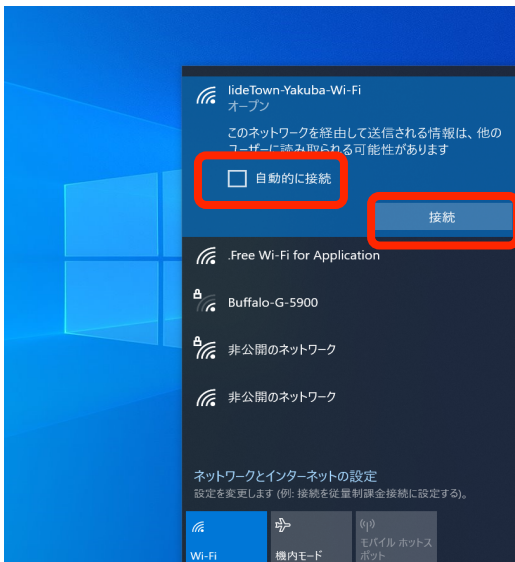 IideTown-Yakuba-Wi-Fi
オープン
このネットワークを経由して送信される情報は、他の
ユーザーに読み取られる可能性があります
自動的に接続
接続
.Free Wi-Fi for Application
Buffalo-G-5900
非公開のネットワーク
非公開のネットワーク
ネットワークとインターネットの設定
設定を変更します (例: 接続を従量制課金接続に設定する)。
Wi-Fi
機内モード
モバイル ホットス
ポット